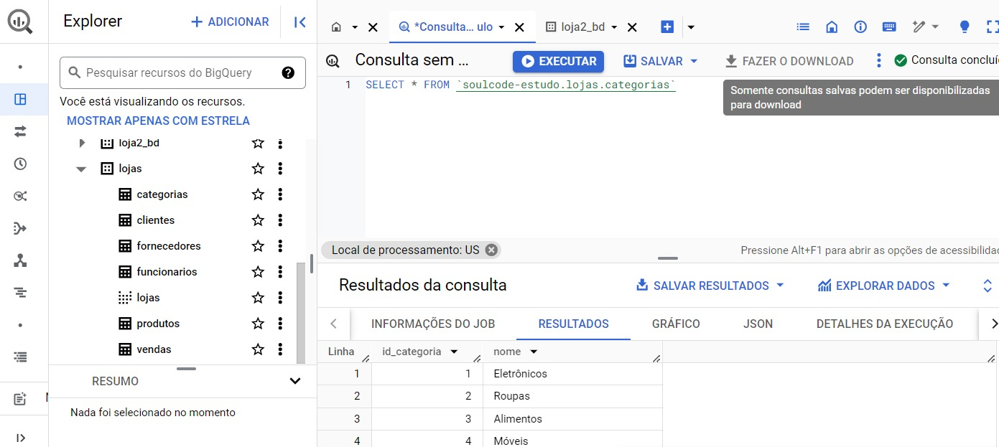 Explorer
ADICIONAR
Pesquisar recursos do BigQuery
Você está visualizando os recursos.
MOSTRAR APENAS COM ESTRELA
loja2_bd
lojas
categorias
clientes
fornecedores
funcionarios
lojas
produtos
vendas
RESUMO
Nada foi selecionado no momento
*Consulta... ulo
loja2_bd
Consulta sem ...
EXECUTAR
SALVAR
FAZER O DOWNLOAD
Consulta concluí
Somente consultas salvas podem ser disponibilizadas
para download
1 SELECT * FROM `soulcode-estudo.lojas.categorias`
Local de processamento: US
Pressione Alt+F1 para abrir as opções de acessibilidad
Resultados da consulta
SALVAR RESULTADOS
EXPLORAR DADOS
INFORMAÇÕES DO JOB RESULTADOS GRÁFICO JSON DETALHES DA EXECUÇÃO
Linha id_categoria nome
1 1 Eletrônicos
2 2 Roupas
3 3 Alimentos
4 4 Móveis